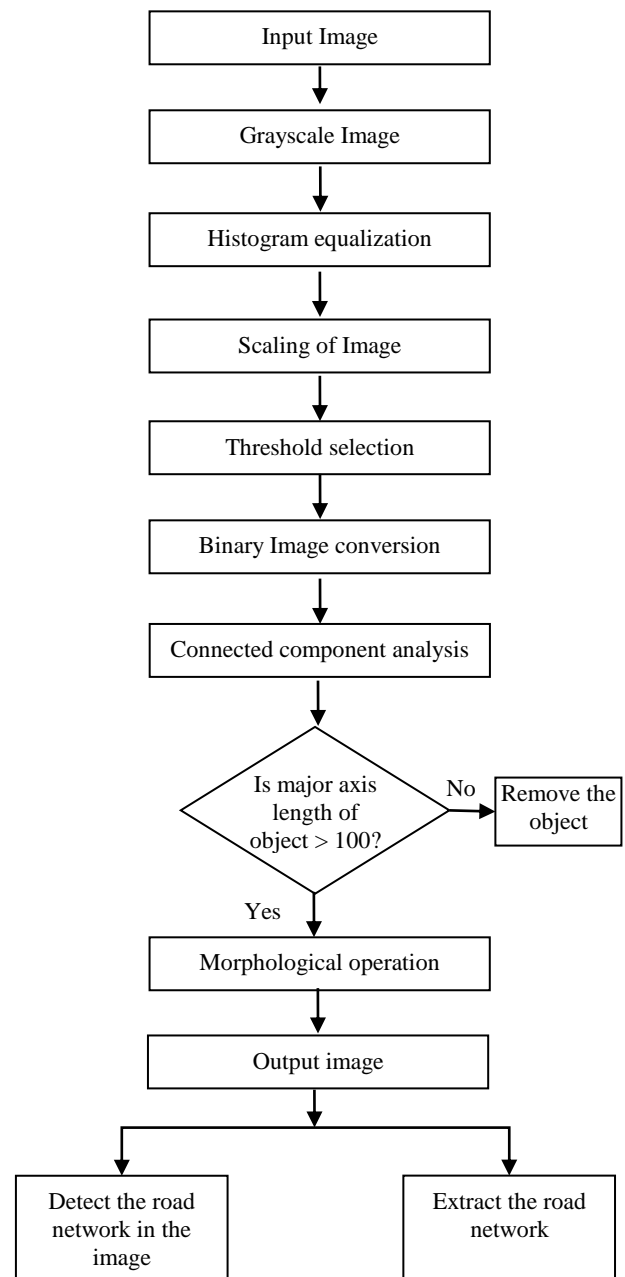 Input Image
Grayscale Image
Histogram equalization
Scaling of Image
Threshold selection
Binary Image conversion
Connected component analysis
Is major axis
length of
object > 100?
No
Remove the
object
Yes
Morphological operation
Output image
Detect the road
network in the
image
Extract the road
network